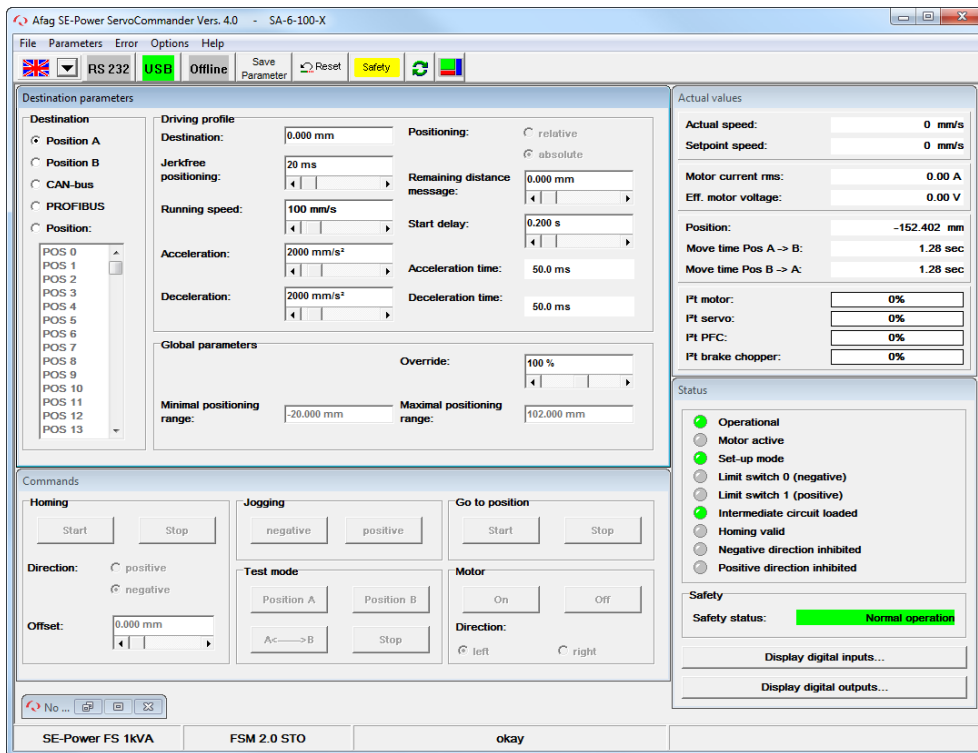 Afag SE-Power ServoCommander Vers. 4.0 - SA-6-100-X
File Parameters Error Options Help
RS 232 USB Offline Save Parameter Reset Safety
Destination parameters
Destination
Position A
Position B
CAN-bus
PROFIBUS
Position:
POS 0
POS 1
POS 2
POS 3
POS 4
POS 5
POS 6
POS 7
POS 8
POS 9
POS 10
POS 11
POS 12
POS 13
Driving profile
Destination: 0.000 mm
Jerkfree positioning: 20 ms
Running speed: 100 mm/s
Acceleration: 2000 mm/s²
Deceleration: 2000 mm/s²
Positioning: relative
absolute
Remaining distance message: 0.000 mm
Start delay: 0.200 s
Acceleration time: 50.0 ms
Deceleration time: 50.0 ms
Global parameters
Override: 100 %
Minimal positioning range: -20.000 mm
Maximal positioning range: 102.000 mm
Commands
Homing
Start Stop
Direction: positive
negative
Offset: 0.000 mm
Jogging
negative positive
Test mode
Position A Position B
A<---->B Stop
Go to position
Start Stop
Motor
On Off
Direction:
left right
Actual values
Actual speed: 0 mm/s
Setpoint speed: 0 mm/s
Motor current rms: 0.00 A
Eff. motor voltage: 0.00 V
Position: -152.402 mm
Move time Pos A -> B: 1.28 sec
Move time Pos B -> A: 1.28 sec
I²t motor: 0%
I²t servo: 0%
I²t PFC: 0%
I²t brake chopper: 0%
Status
Operational
Motor active
Set-up mode
Limit switch 0 (negative)
Limit switch 1 (positive)
Intermediate circuit loaded
Homing valid
Negative direction inhibited
Positive direction inhibited
Safety
Safety status: Normal operation
Display digital inputs...
Display digital outputs...
No ...
SE-Power FS 1kVA FSM 2.0 STO okay